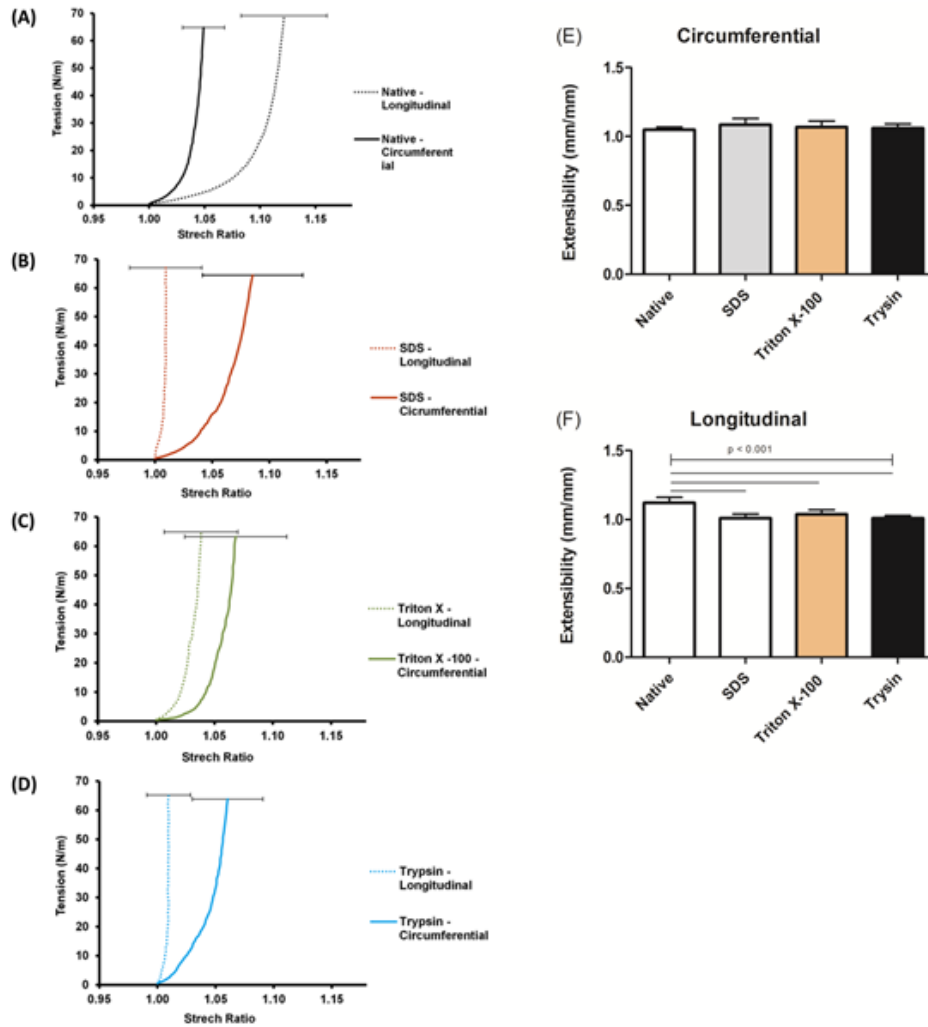 (A)
70
60
50
40
30
20
10
0
Tension (N/m)
0.95 1.00 1.05 1.10 1.15
Strech Ratio
Native -
Longitudinal
Native -
Circumferent
ial
(B)
70
60
50
40
30
20
10
0
Tension (N/m)
0.95 1.00 1.05 1.10 1.15
Strech Ratio
SDS -
Longitudinal
SDS -
Cicrumferential
(C)
70
60
50
40
30
20
10
0
Tension (N/m)
0.95 1.00 1.05 1.10 1.15
Strech Ratio
Triton X -
Longitudinal
Triton X -100 -
Circumferential
(D)
70
60
50
40
30
20
10
0
Tension (N/m)
0.95 1.00 1.05 1.10 1.15
Strech Ratio
Trypsin -
Longitudinal
Trypsin -
Circumferential
(E)
Circumferential
1.5
1.0
0.5
0.0
Extensibility (mm/mm)
Native SDS Triton X-100 Trysin
(F)
Longitudinal
p < 0.001
1.5
1.0
0.5
0.0
Extensibility (mm/mm)
Native SDS Triton X-100 Trysin